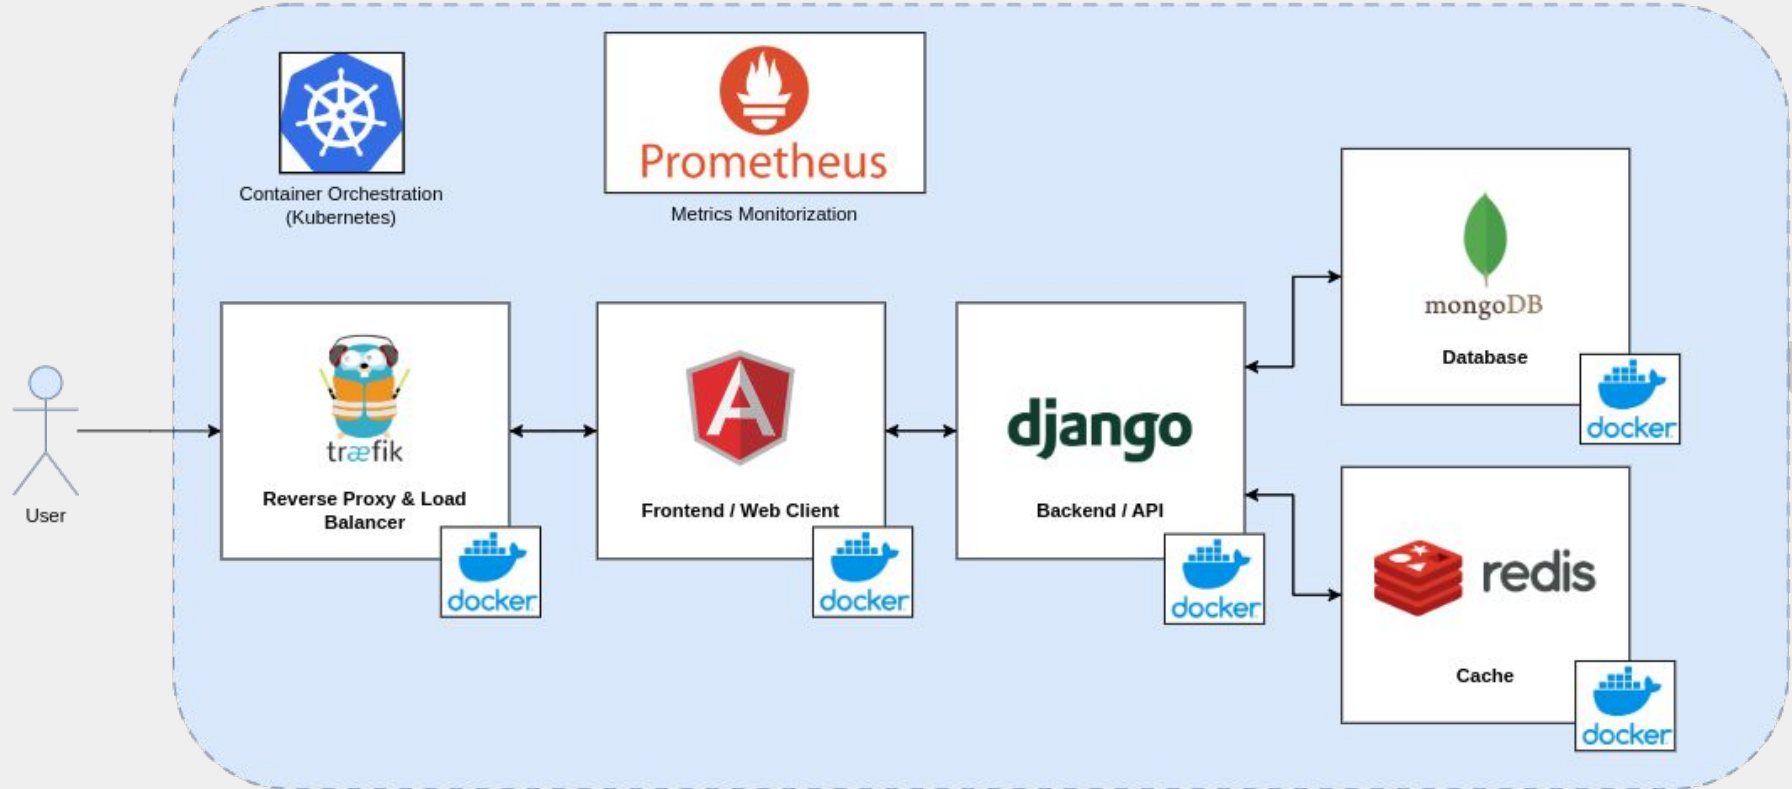 Container Orchestration
(Kubernetes)
Prometheus
Metrics Monitorization
User
træfik
Reverse Proxy & Load
Balancer
docker
Frontend / Web Client
docker
django
Backend / API
docker
mongoDB
Database
docker
redis
Cache
docker